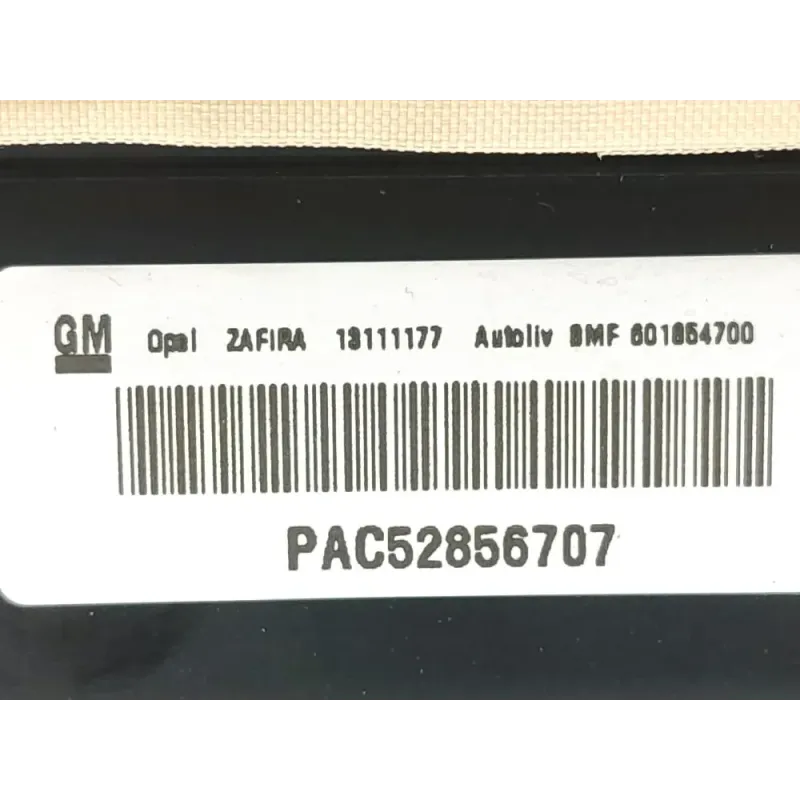 GM Opel ZAFIRA 13111177 Autoliv BMF 601654700
PAC52856707